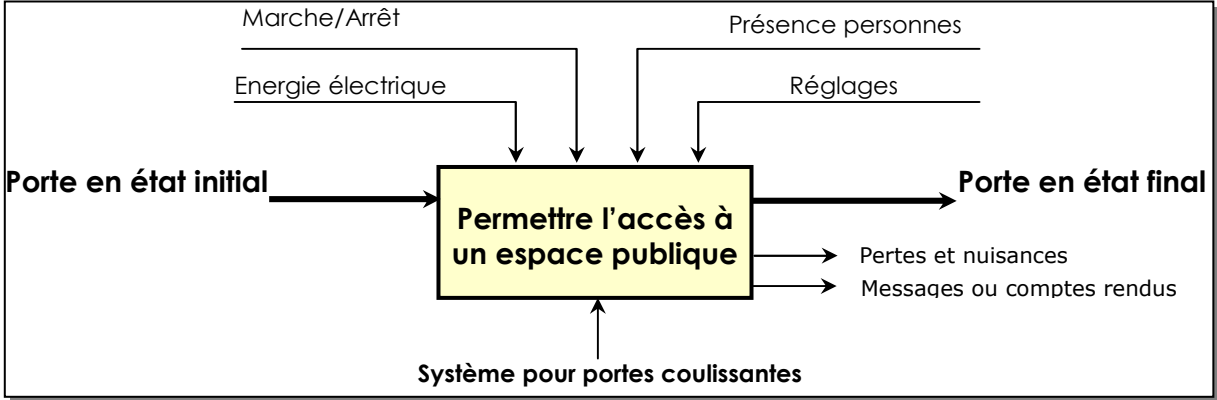 Marche/Arrêt
Présence personnes
Energie électrique
Réglages
Porte en état initial
Porte en état final
Permettre l’accès à
un espace publique
Pertes et nuisances
Messages ou comptes rendus
Système pour portes coulissantes